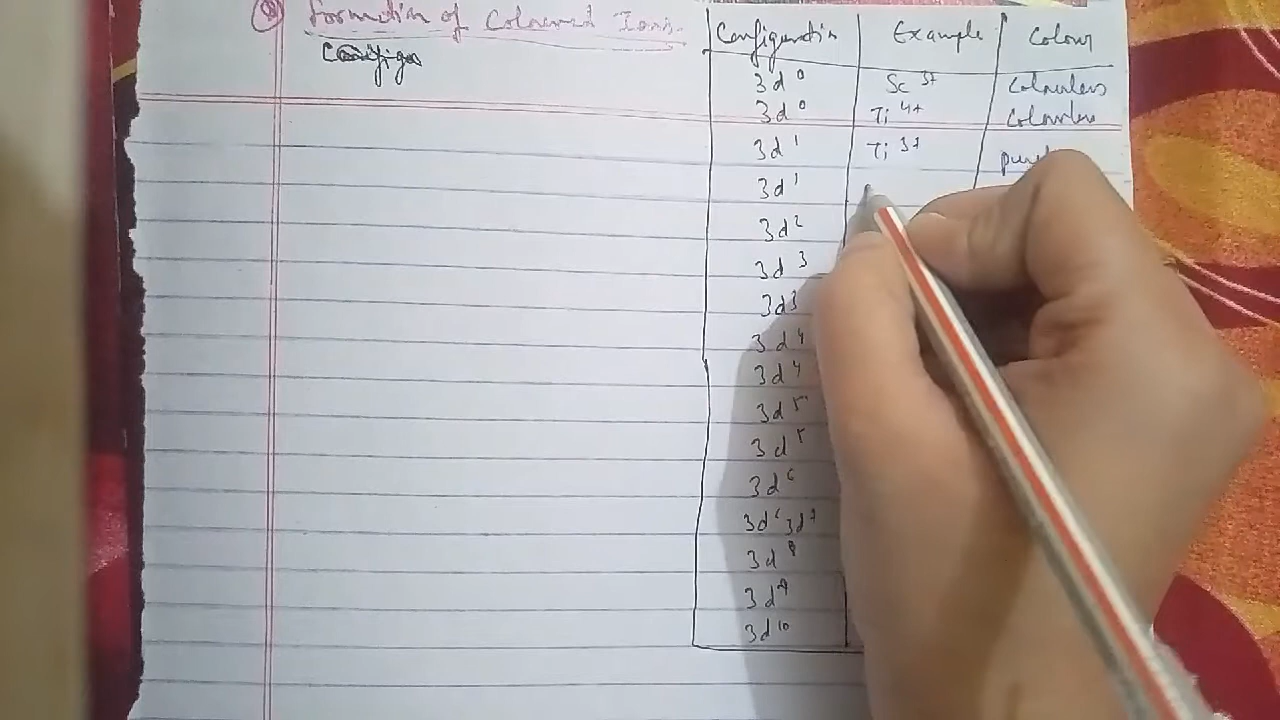 8 Formation of Coloured Ions.
Configuration Example Colour
3d⁰ Sc³⁺ Colourless
3d⁰ Ti⁴⁺ Colourless
3d¹ Ti³⁺
3d¹
3d²
3d³
3d³
3d⁴
3d⁴
3d⁵
3d⁵
3d⁶
3d⁶ 3d⁷
3d⁸
3d⁹
3d¹⁰